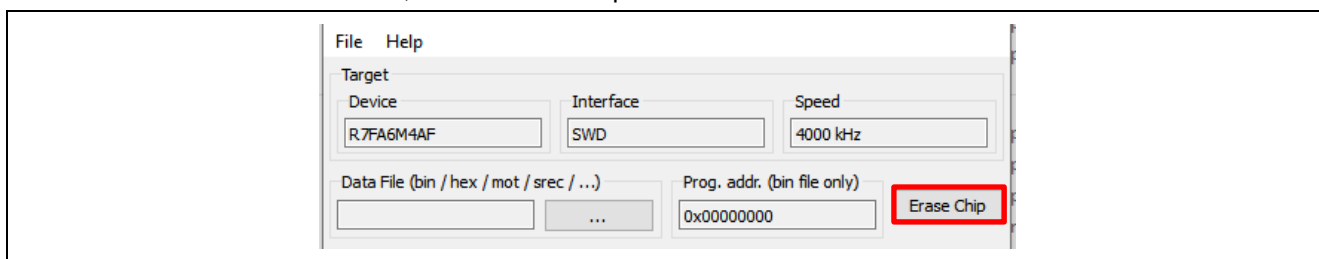 File Help
Target
Device Interface Speed
R7FA6M4AF SWD 4000 kHz
Data File (bin / hex / mot / srec / ...) Prog. addr. (bin file only)
... 0x00000000 Erase Chip